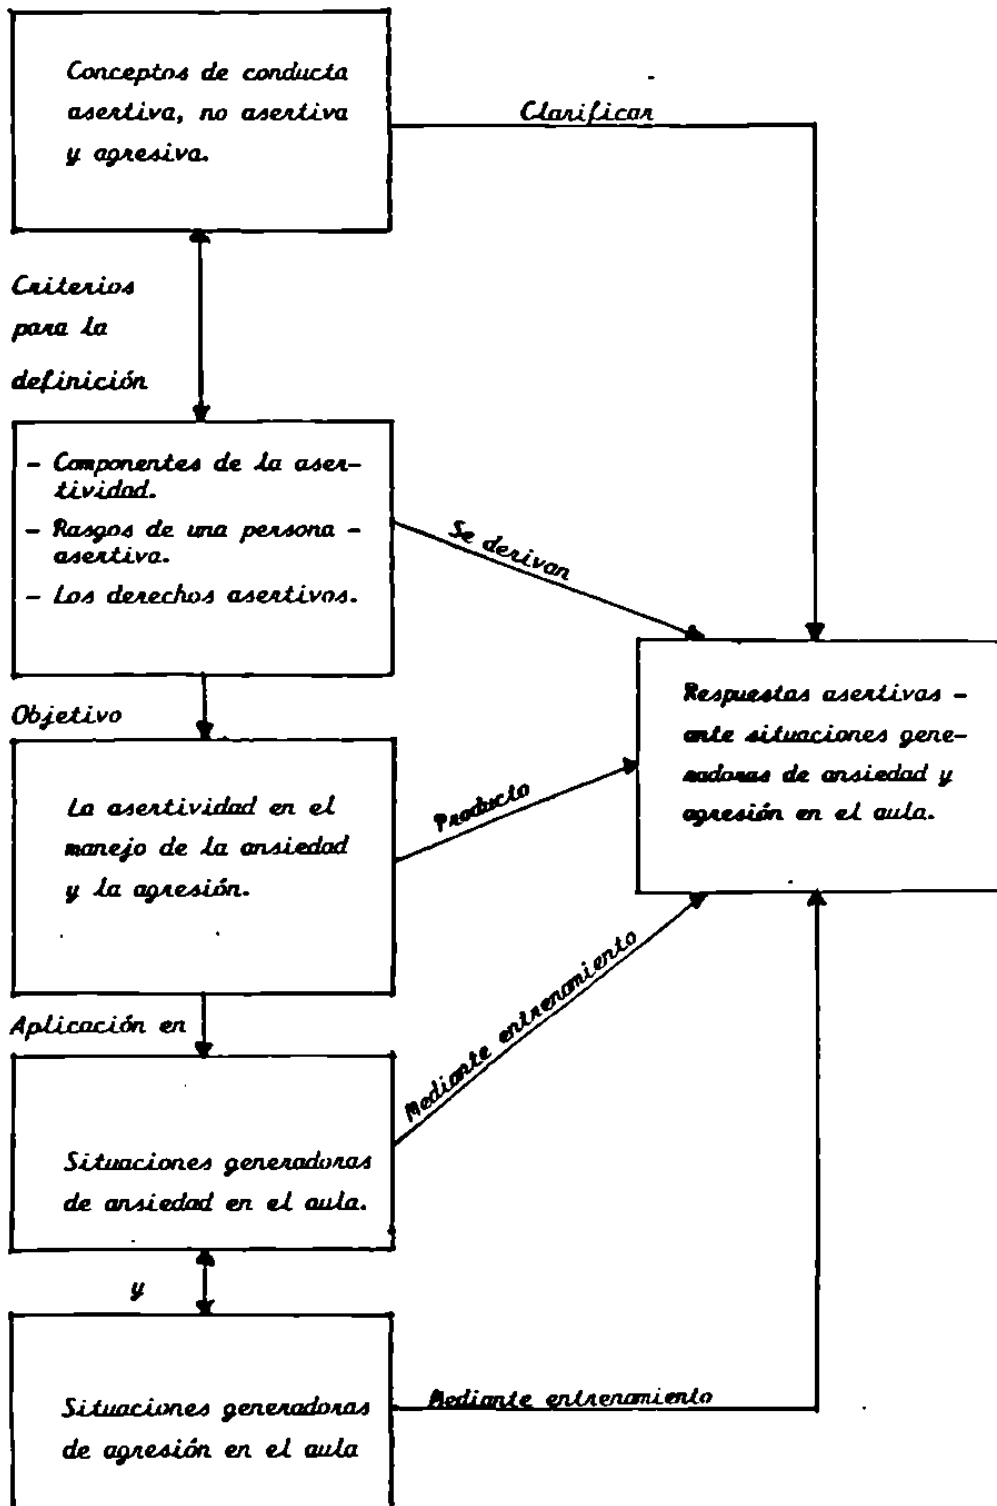 Conceptos de conducta
asertiva, no asertiva
y agresiva.
Clarificar
Criterios
para la
definición
- Componentes de la aser-
tividad.
- Rasgos de una persona -
asertiva.
- Los derechos asertivos.
Se derivan
Objetivo
La asertividad en el
manejo de la ansiedad
y la agresión.
Producto
Respuestas asertivas -
ante situaciones gene-
radoras de ansiedad y
agresión en el aula.
Aplicación en
Mediante entrenamiento
Situaciones generadoras
de ansiedad en el aula.
y
Situaciones generadoras
de agresión en el aula
Mediante entrenamiento